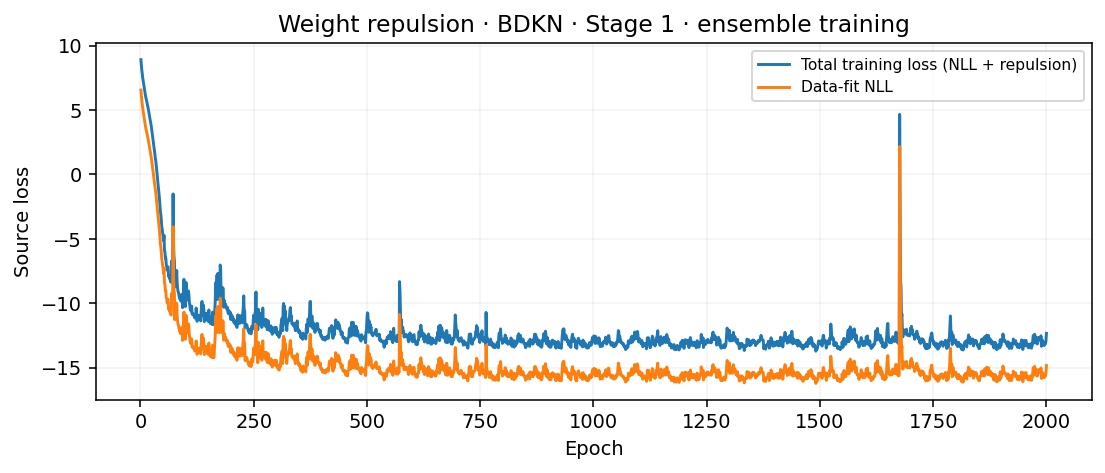 Weight repulsion · BDKN · Stage 1 · ensemble training
Total training loss (NLL + repulsion)
Data-fit NLL
Source loss
10
5
0
−5
−10
−15
0 250 500 750 1000 1250 1500 1750 2000
Epoch